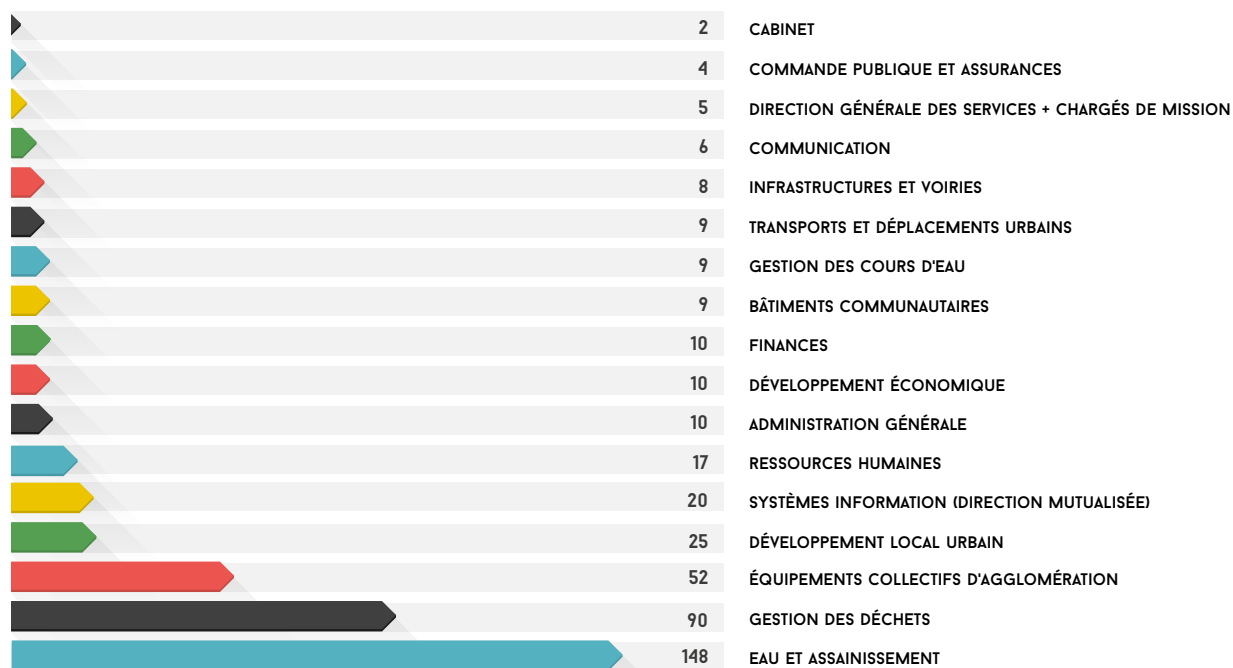 2 CABINET
4 COMMANDE PUBLIQUE ET ASSURANCES
5 DIRECTION GÉNÉRALE DES SERVICES + CHARGÉS DE MISSION
6 COMMUNICATION
8 INFRASTRUCTURES ET VOIRIES
9 TRANSPORTS ET DÉPLACEMENTS URBAINS
9 GESTION DES COURS D'EAU
9 BÂTIMENTS COMMUNAUTAIRES
10 FINANCES
10 DÉVELOPPEMENT ÉCONOMIQUE
10 ADMINISTRATION GÉNÉRALE
17 RESSOURCES HUMAINES
20 SYSTÈMES INFORMATION (DIRECTION MUTUALISÉE)
25 DÉVELOPPEMENT LOCAL URBAIN
52 ÉQUIPEMENTS COLLECTIFS D'AGGLOMÉRATION
90 GESTION DES DÉCHETS
148 EAU ET ASSAINISSEMENT